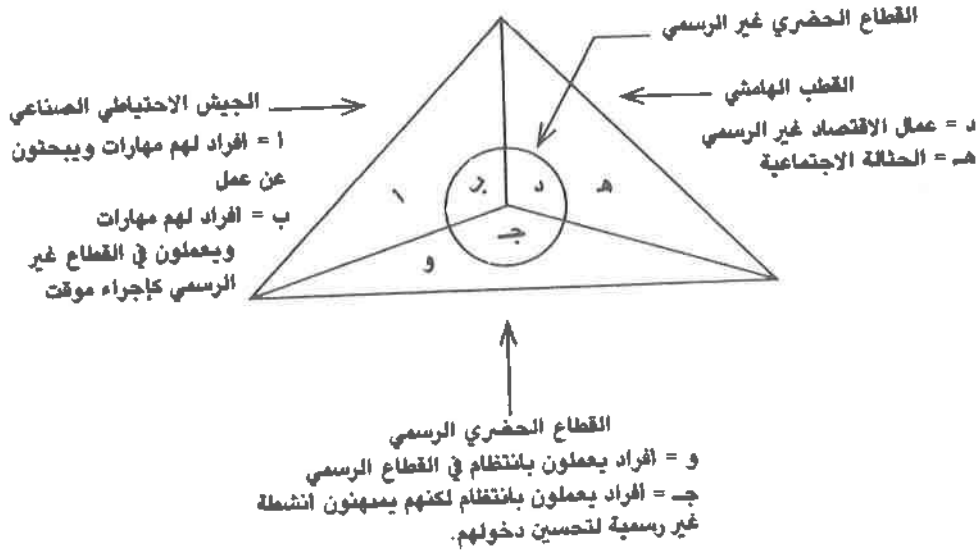 القطاع الحضري غير الرسمي
القطب الهامشي
د = عمال الاقتصاد غير الرسمي
هـ = الحثالة الاجتماعية
الجيش الاحتياطي الصناعي
أ = افراد لهم مهارات ويبحثون
عن عمل
ب = افراد لهم مهارات
ويعملون في القطاع غير
الرسمي كإجراء موقت
ا
ب
د
هـ
جـ
و
القطاع الحضري الرسمي
و = افراد يعملون بانتظام في القطاع الرسمي
جـ = أفراد يعملون بانتظام لكنهم يمتهنون انشطة
غير رسمية لتحسين دخولهم.